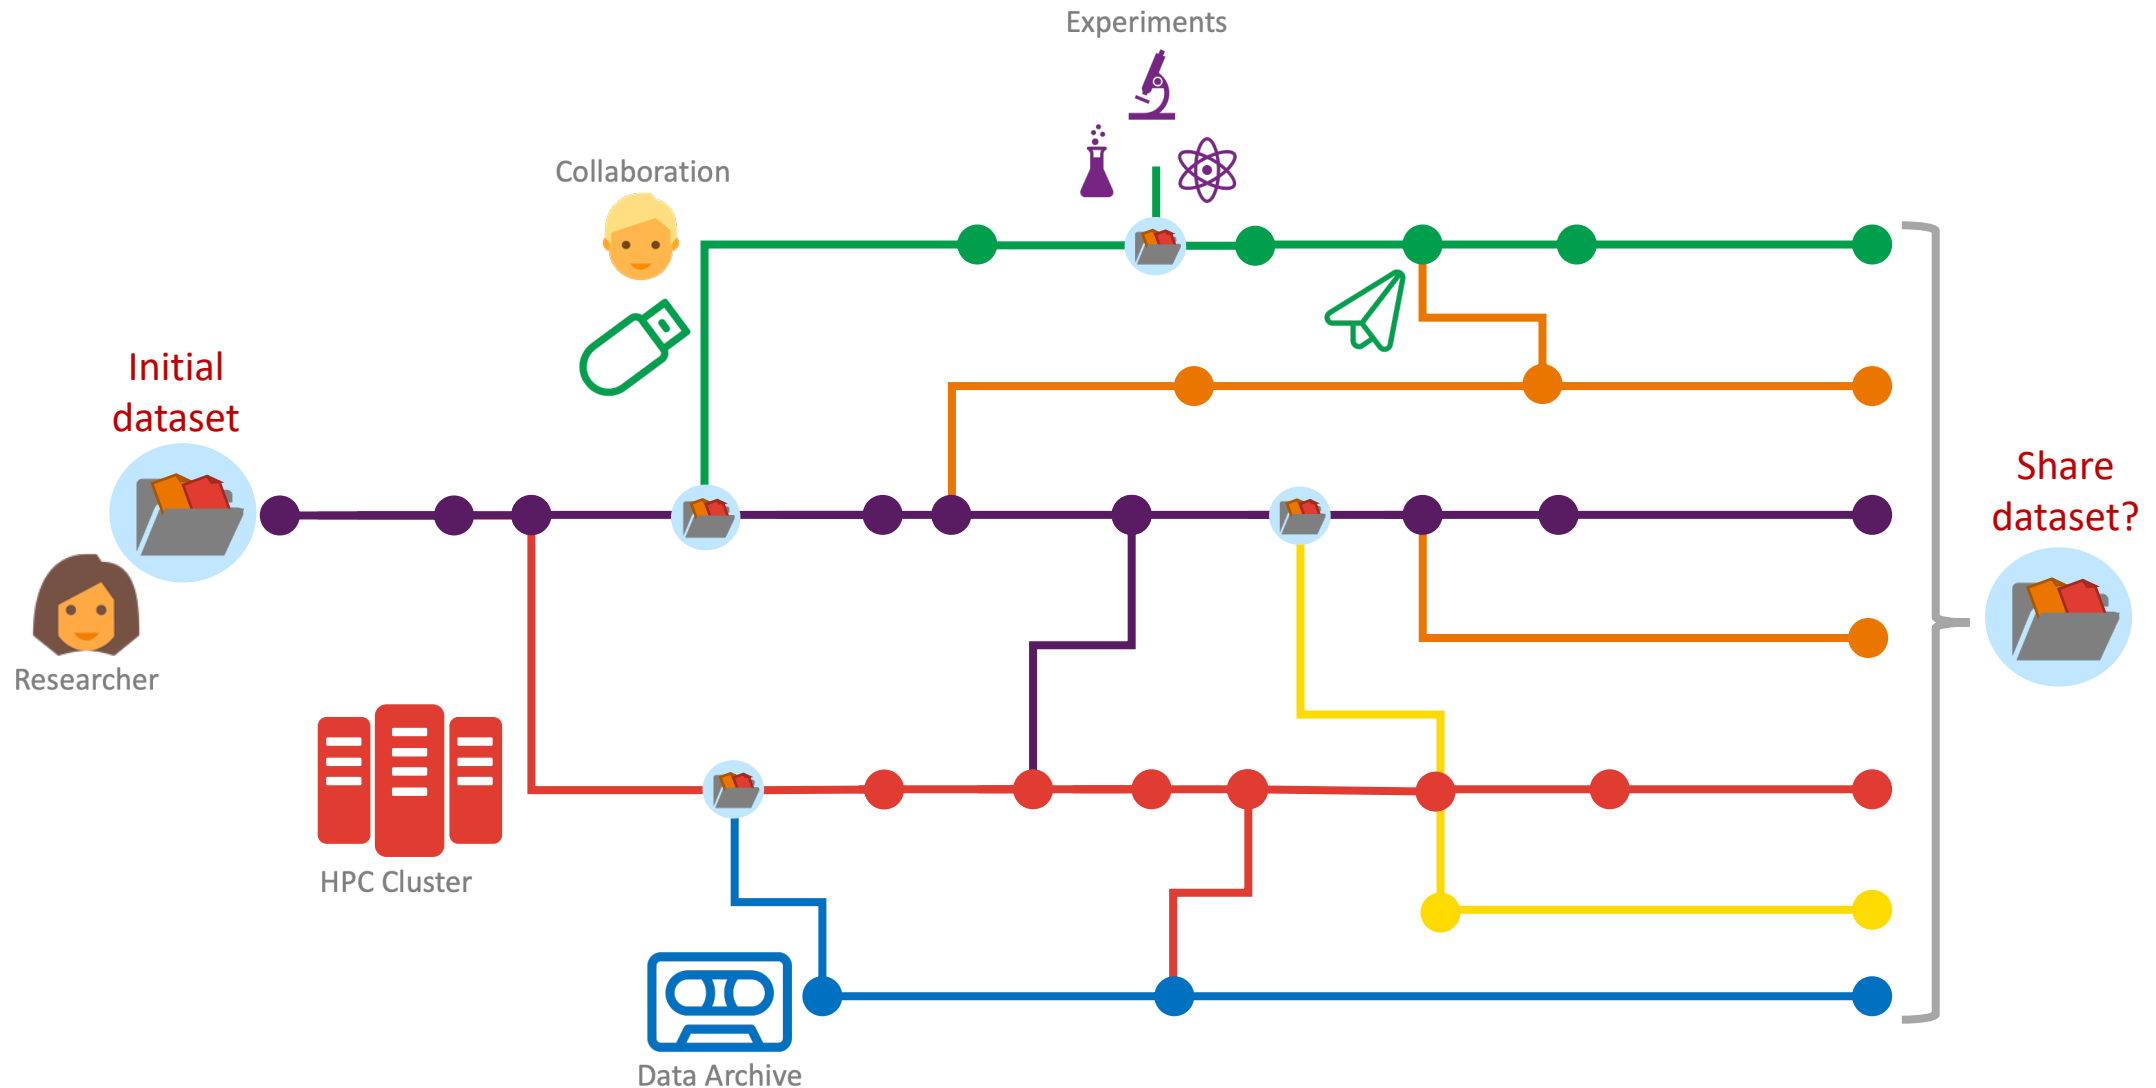 Experiments
Collaboration
Initial
dataset
Share
dataset?
Researcher
HPC Cluster
Data Archive